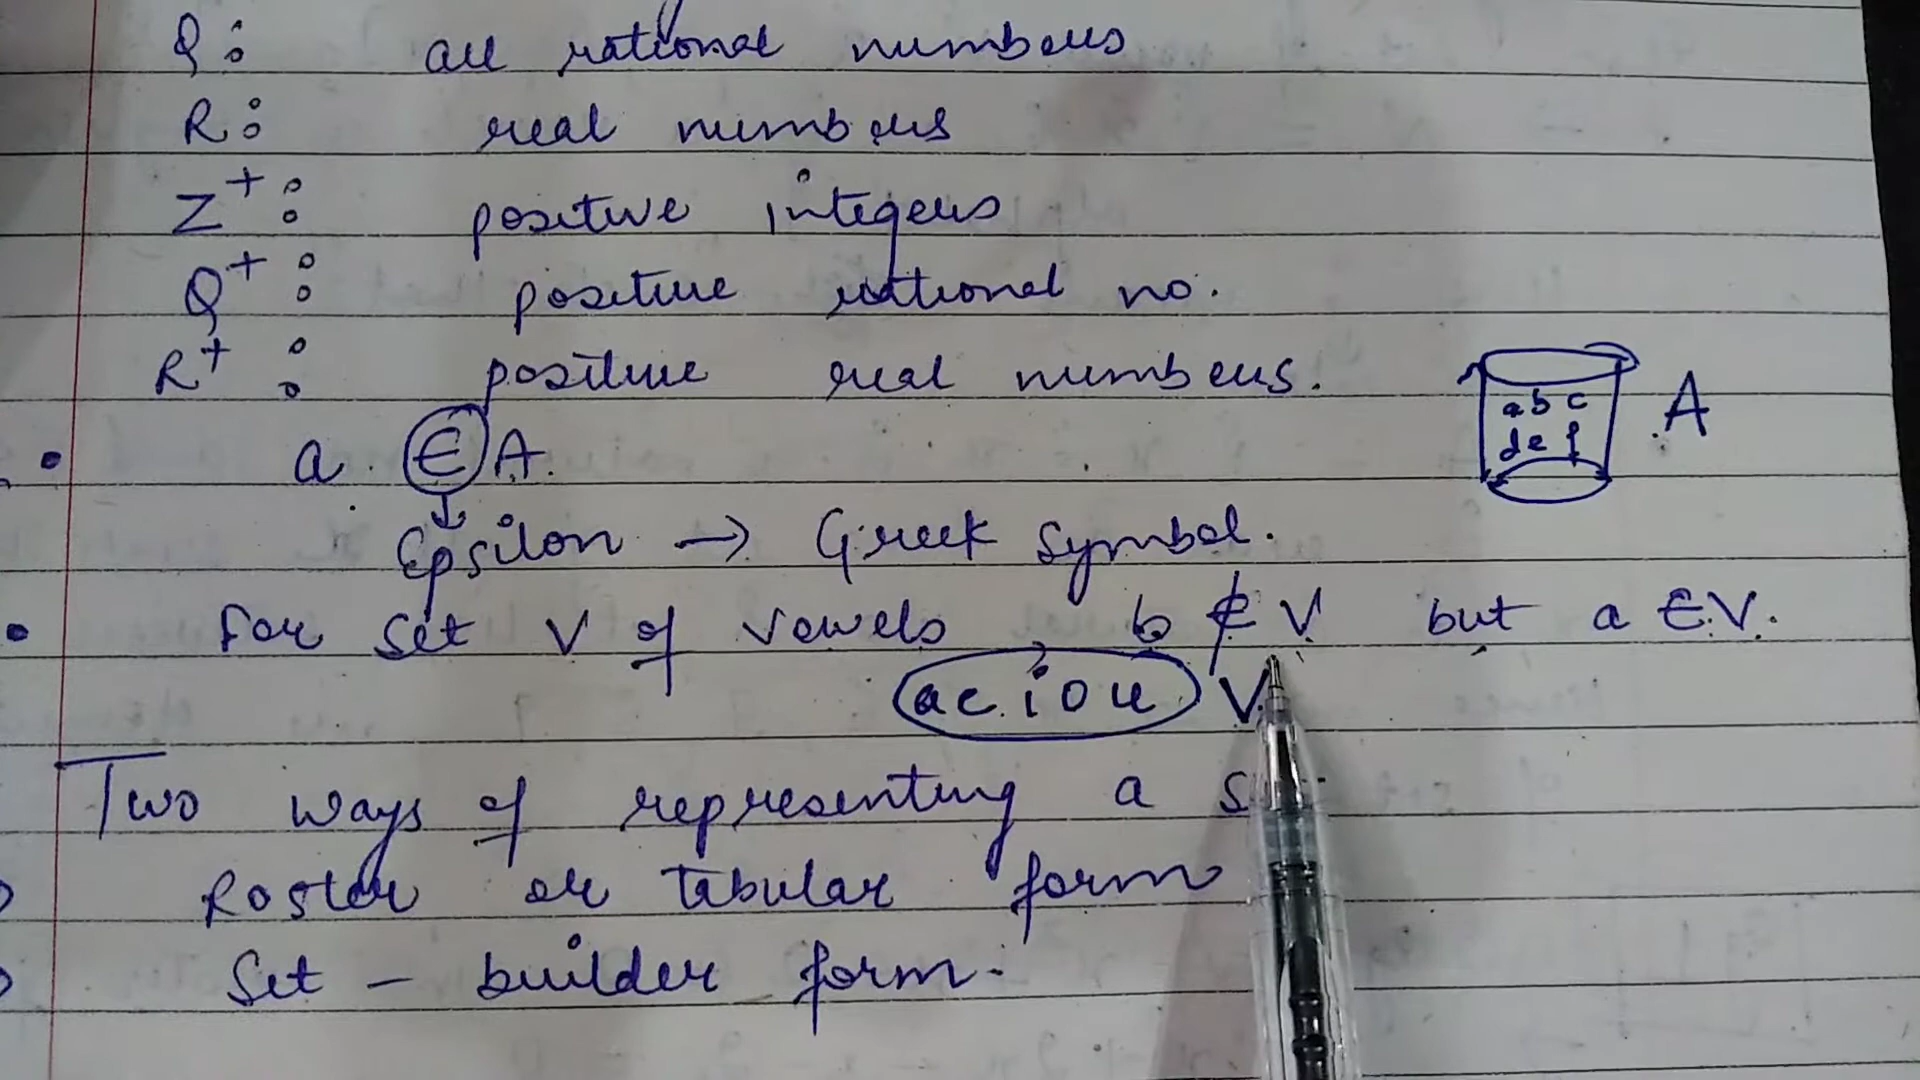 Q: all rational numbers
R: real numbers
Z+: positive integers
Q+: positive rational no.
R+: positive real numbers.
a b c
d e f
A
• a ∈ A.
↓
Epsilon → Greek Symbol.
• For set V of vowels, b ∉ V but a ∈ V.
a e i o u V
Two ways of representing a
Roster or tabular form
Set - builder form.